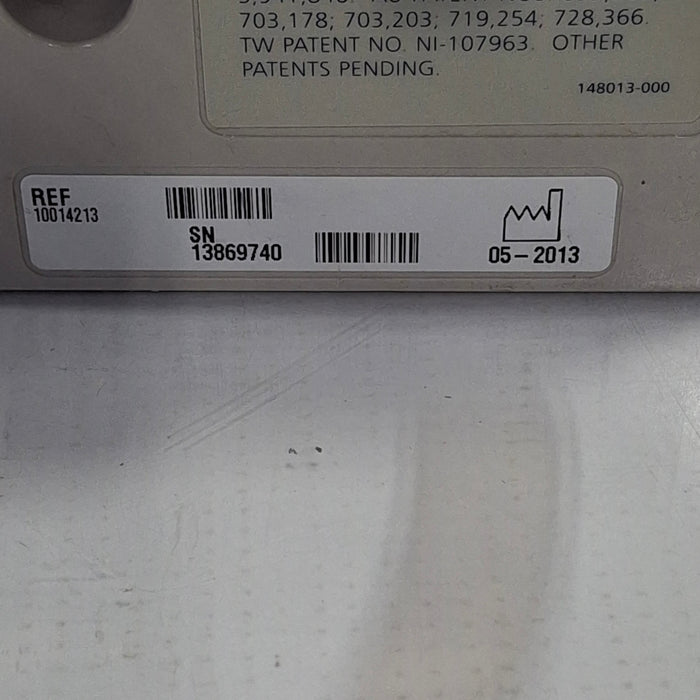 703,178; 703,203; 719,254; 728,366.
TW PATENT NO. NI-107963. OTHER
PATENTS PENDING.
148013-000
REF
10014213
SN
13869740
05-2013